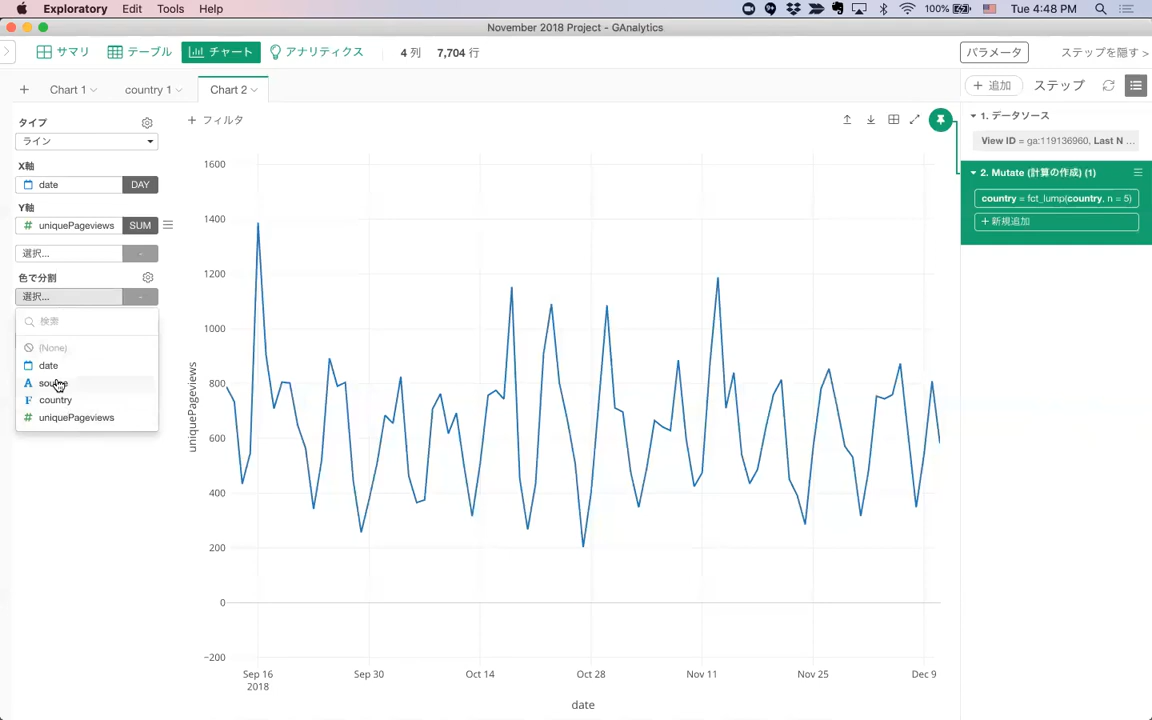 Exploratory Edit Tools Help 100% Tue 4:48 PM
November 2018 Project - GAnalytics
サマリ テーブル チャート アナリティクス 4 列 7,704 行 パラメータ ステップを隠す >
+ Chart 1 country 1 Chart 2 + 追加 ステップ
タイプ
ライン
X軸
date DAY
Y軸
# uniquePageviews SUM
選択... -
色で分割
選択... -
検索
(None)
date
A
F country
# uniquePageviews
+ フィルタ
1600
1400
1200
1000
800
600
400
200
0
−200
uniquePageviews
Sep 16 Sep 30 Oct 14 Oct 28 Nov 11 Nov 25 Dec 9
2018
date
1. データソース
View ID = ga:119136960, Last N ...
2. Mutate (計算の作成) (1)
country = fct_lump(country, n = 5)
+ 新規追加